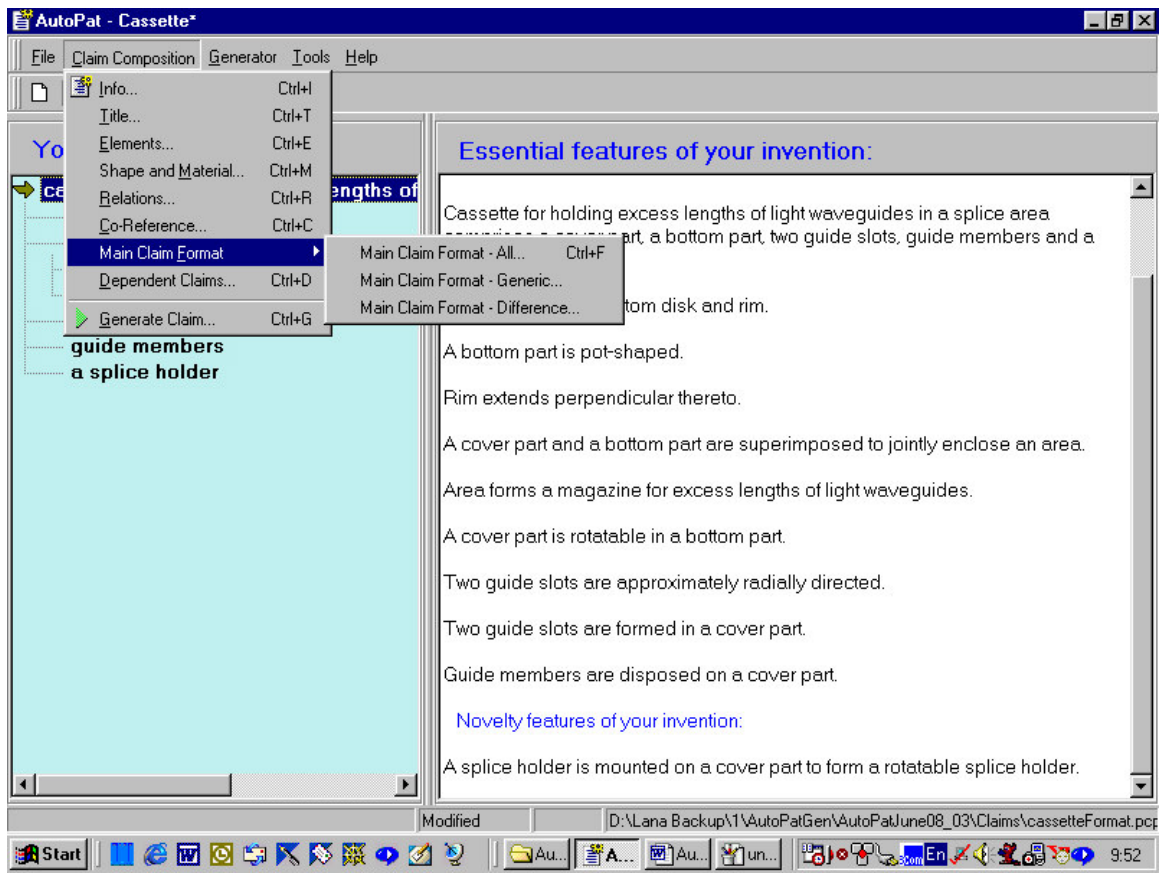 AutoPat - Cassette*
File Claim Composition Generator Tools Help
Info... Ctrl+I
Title... Ctrl+T
Elements... Ctrl+E
Shape and Material... Ctrl+M
Relations... Ctrl+R
Co-Reference... Ctrl+C
Main Claim Format
Dependent Claims... Ctrl+D
Generate Claim... Ctrl+G
Main Claim Format - All... Ctrl+F
Main Claim Format - Generic...
Main Claim Format - Difference...
Yo
ca engths of
guide members
a splice holder
Essential features of your invention:
Cassette for holding excess lengths of light waveguides in a splice area
art, a bottom part, two guide slots, guide members and a
tom disk and rim.
A bottom part is pot-shaped.
Rim extends perpendicular thereto.
A cover part and a bottom part are superimposed to jointly enclose an area.
Area forms a magazine for excess lengths of light waveguides.
A cover part is rotatable in a bottom part.
Two guide slots are approximately radially directed.
Two guide slots are formed in a cover part.
Guide members are disposed on a cover part.
Novelty features of your invention:
A splice holder is mounted on a cover part to form a rotatable splice holder.
Modified D:\Lana Backup\1\AutoPatGen\AutoPatJune08_03\Claims\cassetteFormat.pcp
Start Au... A... Au... un... En 9:52